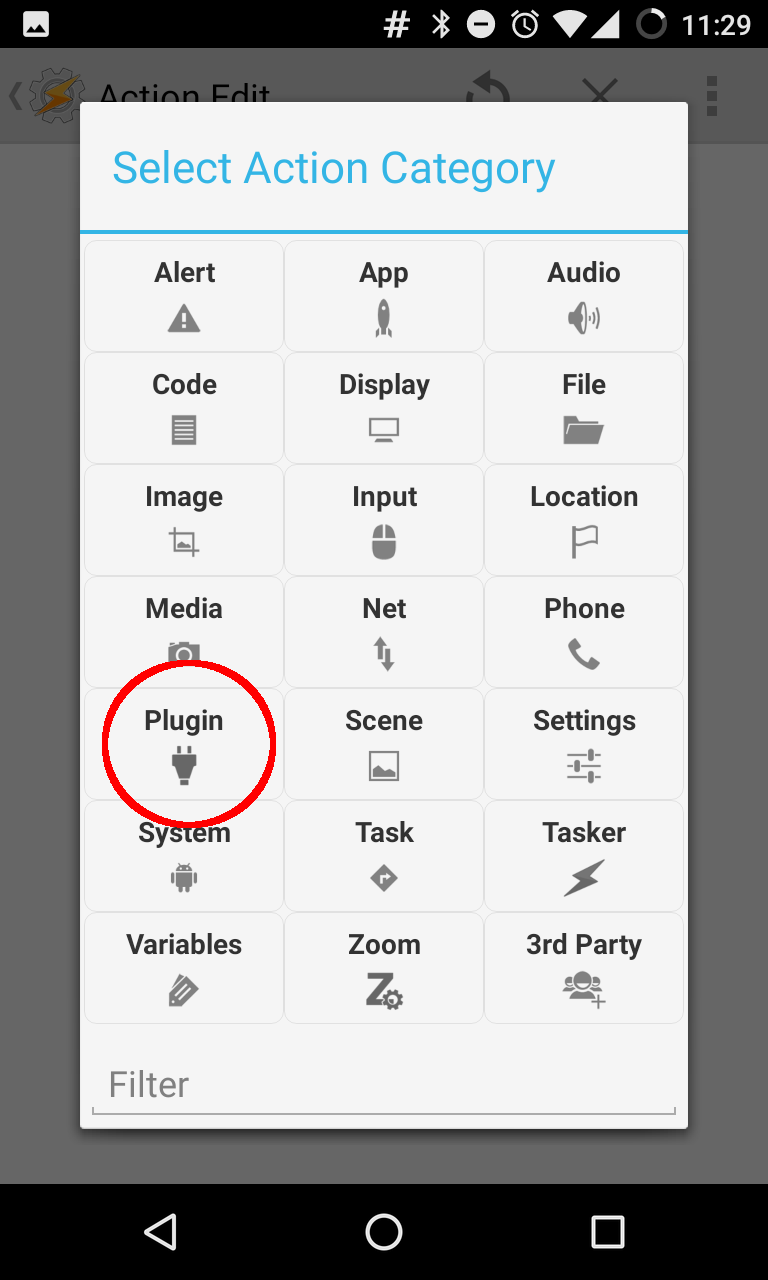 11:29
Action Edit
Select Action Category
Alert App Audio
Code Display File
Image Input Location
Media Net Phone
Plugin Scene Settings
System Task Tasker
Variables Zoom 3rd Party
Filter